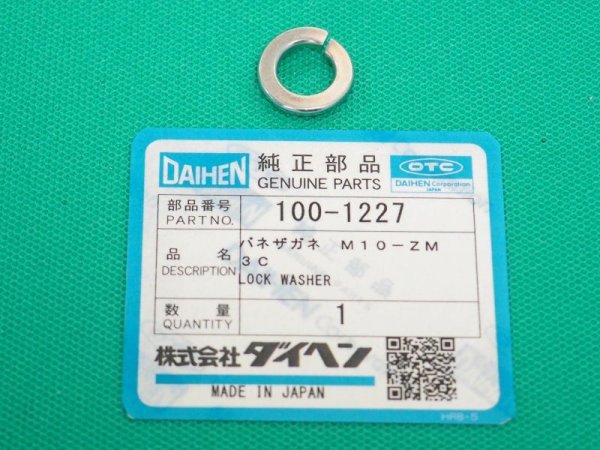 DAIHEN 純正部品 OTC
GENUINE PARTS DAIHEN Corporation
JAPAN
部品番号 100-1227
PARTNO.
バネザガネ M10-ZM
品名 3C
DESCRIPTION LOCK WASHER
数量 1
QUANTITY
株式会社ダイヘン
MADE IN JAPAN
HRB-5